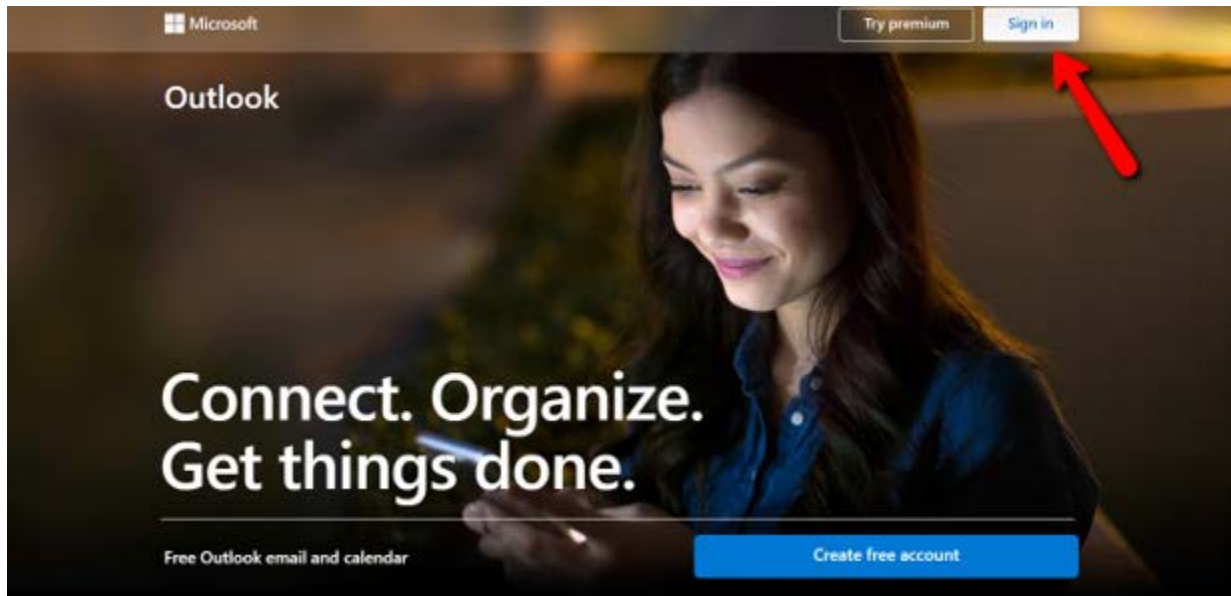 Microsoft
Try premium
Sign in
Outlook
Connect. Organize.
Get things done.
Free Outlook email and calendar
Create free account